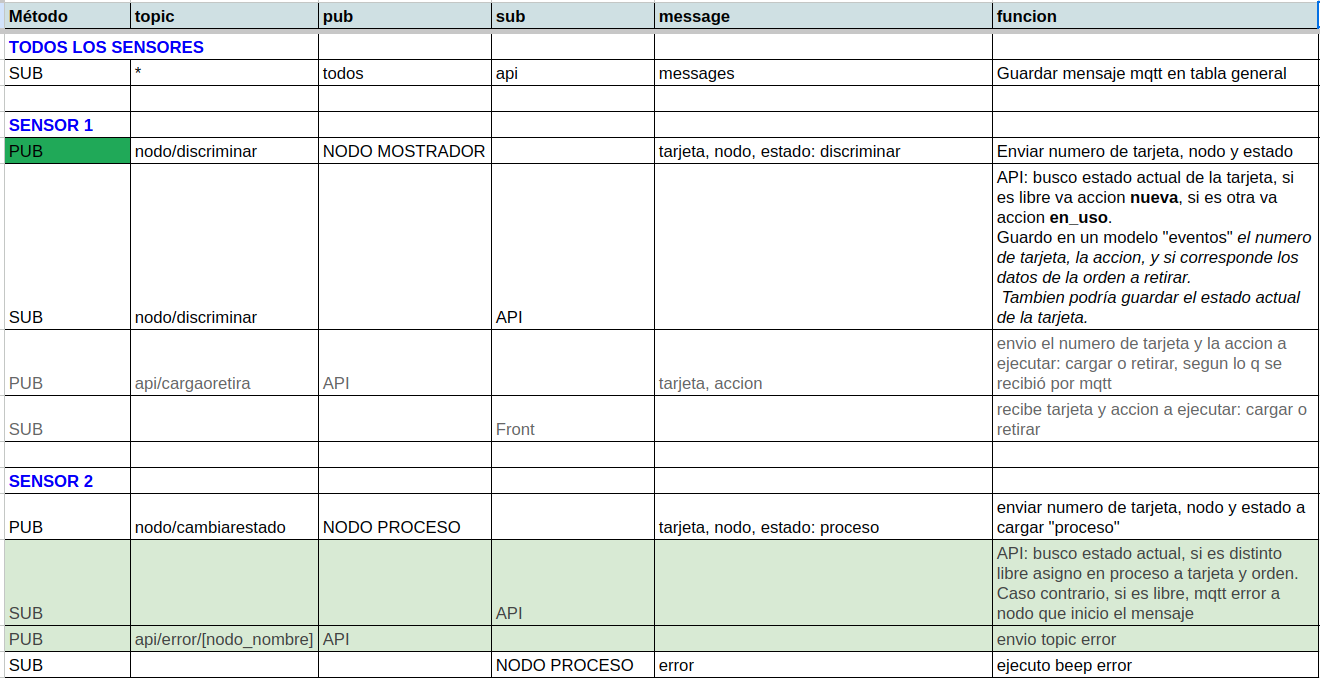 Método topic pub sub message funcion
TODOS LOS SENSORES
SUB * todos api messages Guardar mensaje mqtt en tabla general
SENSOR 1
PUB nodo/discriminar NODO MOSTRADOR tarjeta, nodo, estado: discriminar Enviar numero de tarjeta, nodo y estado
API: busco estado actual de la tarjeta, si
es libre va accion nueva, si es otra va
accion en_uso.
Guardo en un modelo "eventos" el numero
de tarjeta, la accion, y si corresponde los
datos de la orden a retirar.
Tambien podría guardar el estado actual
SUB nodo/discriminar API de la tarjeta.
envio el numero de tarjeta y la accion a
ejecutar: cargar o retirar, segun lo q se
PUB api/cargaoretira API tarjeta, accion recibió por mqtt
recibe tarjeta y accion a ejecutar: cargar o
SUB Front retirar
SENSOR 2
enviar numero de tarjeta, nodo y estado a
PUB nodo/cambiarestado NODO PROCESO tarjeta, nodo, estado: proceso cargar "proceso"
API: busco estado actual, si es distinto
libre asigno en proceso a tarjeta y orden.
Caso contrario, si es libre, mqtt error a
SUB API nodo que inicio el mensaje
PUB api/error/[nodo_nombre] API envio topic error
SUB NODO PROCESO error ejecuto beep error